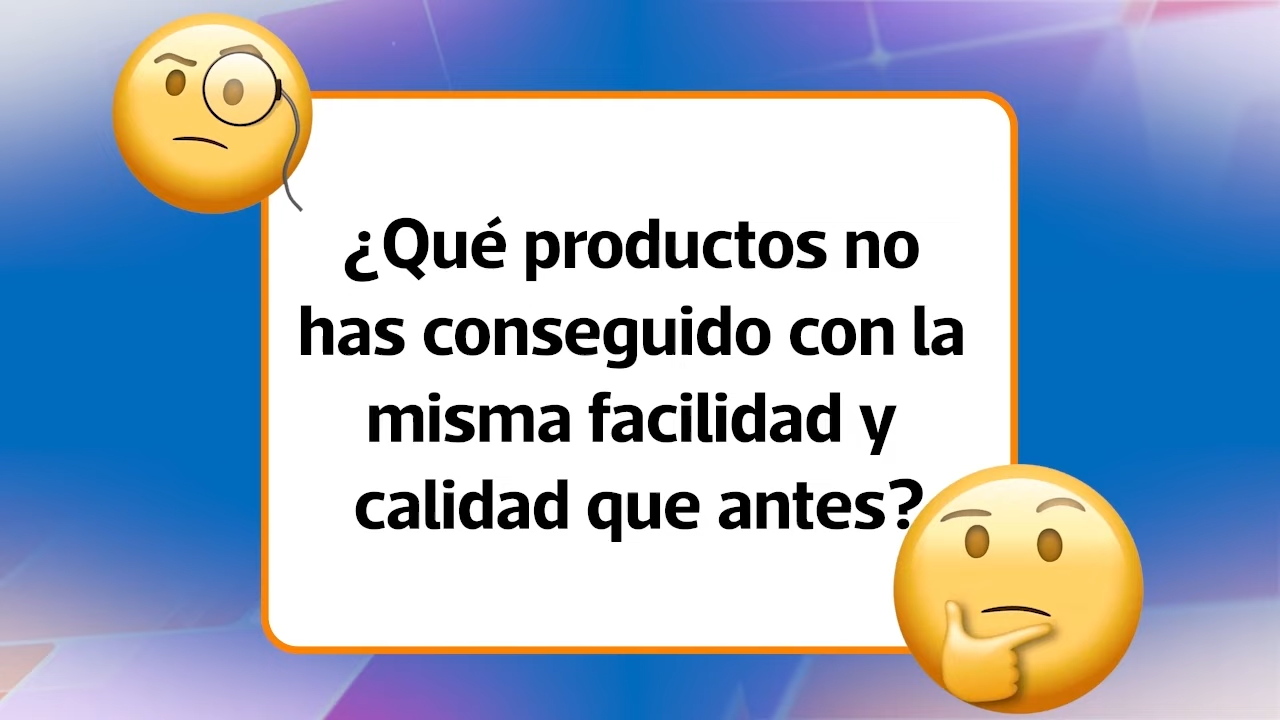 ¿Qué productos no
has conseguido con la
misma facilidad y
calidad que antes?